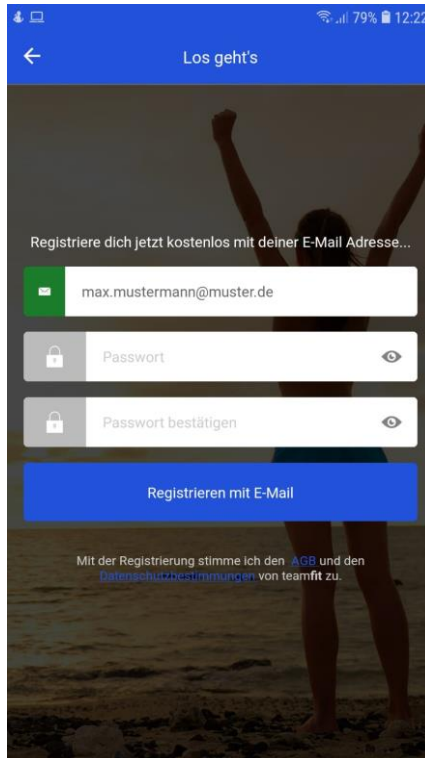 79% 12:22
Los geht's
Registriere dich jetzt kostenlos mit deiner E-Mail Adresse...
max.mustermann@muster.de
Passwort
Passwort bestätigen
Registrieren mit E-Mail
Mit der Registrierung stimme ich den AGB und den
Datenschutzbestimmungen von teamfit zu.